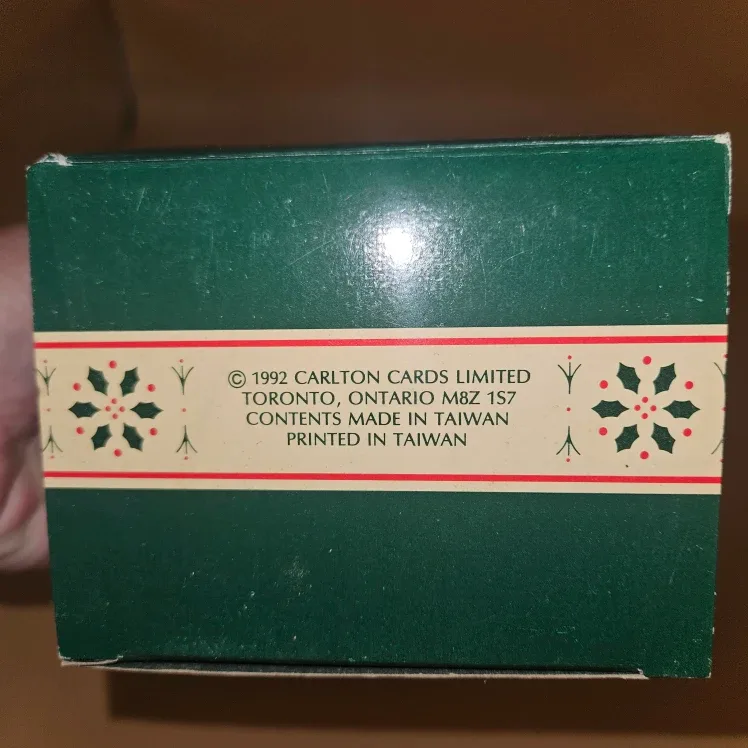 © 1992 CARLTON CARDS LIMITED
TORONTO, ONTARIO M8Z 1S7
CONTENTS MADE IN TAIWAN
PRINTED IN TAIWAN